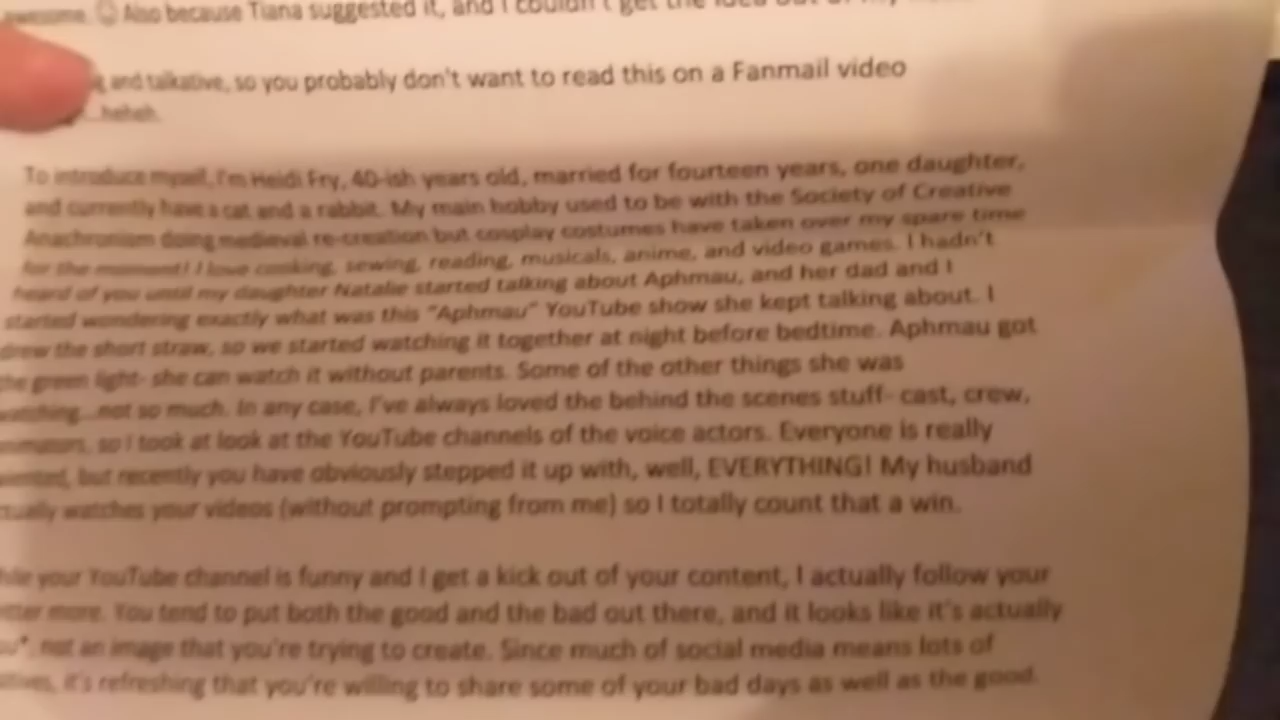 awesome. ☺ Also because Tiana suggested it, and I couldn't get the idea out of my
and talkative, so you probably don't want to read this on a Fanmail video
...heheh.
To introduce myself, I'm Heidi Fry, 40-ish years old, married for fourteen years, one daughter,
and currently have a cat and a rabbit. My main hobby used to be with the Society of Creative
Anachronism doing medieval re-creation but cosplay costumes have taken over my spare time
for the moment! I love cooking, sewing, reading, musicals, anime, and video games. I hadn't
heard of you until my daughter Natalie started talking about Aphmau, and her dad and I
started wondering exactly what was this "Aphmau" YouTube show she kept talking about. I
drew the short straw, so we started watching it together at night before bedtime. Aphmau got
the green light- she can watch it without parents. Some of the other things she was
watching...not so much. In any case, I've always loved the behind the scenes stuff- cast, crew,
so I took at look at the YouTube channels of the voice actors. Everyone is really
but recently you have obviously stepped it up with, well, EVERYTHING! My husband
watches your videos (without prompting from me) so I totally count that a win.
your YouTube channel is funny and I get a kick out of your content, I actually follow your
more. You tend to put both the good and the bad out there, and it looks like it's actually
not an image that you're trying to create. Since much of social media means lots of
it's refreshing that you're willing to share some of your bad days as well as the good.